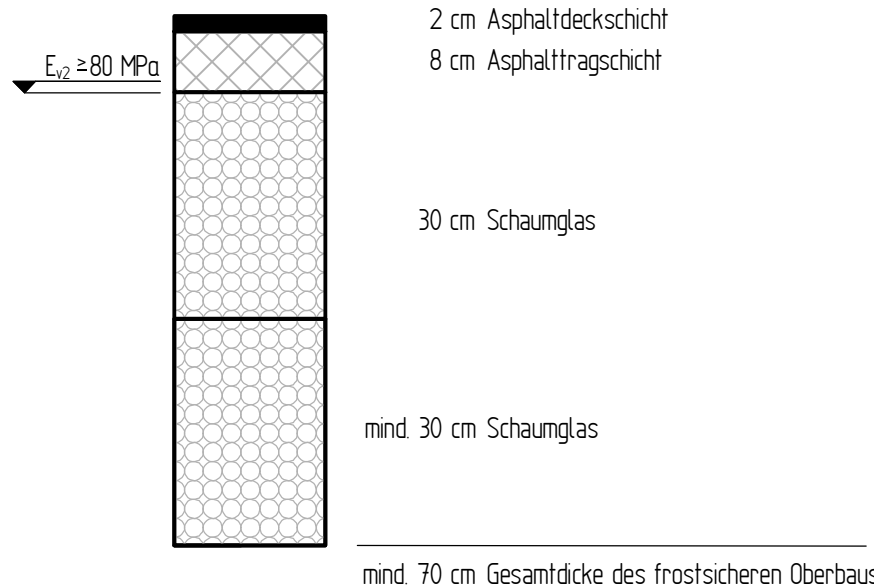 2 cm Asphaltdeckschicht
8 cm Asphalttragschicht
Ev2 ≥80 MPa
30 cm Schaumglas
mind. 30 cm Schaumglas
mind. 70 cm Gesamtdicke des frostsicheren Oberbaus